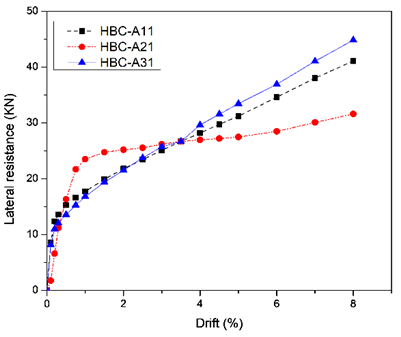 50
40
30
20
10
0
HBC-A11
HBC-A21
HBC-A31
Lateral resistance (KN)
0 2 4 6 8
Drift (%)